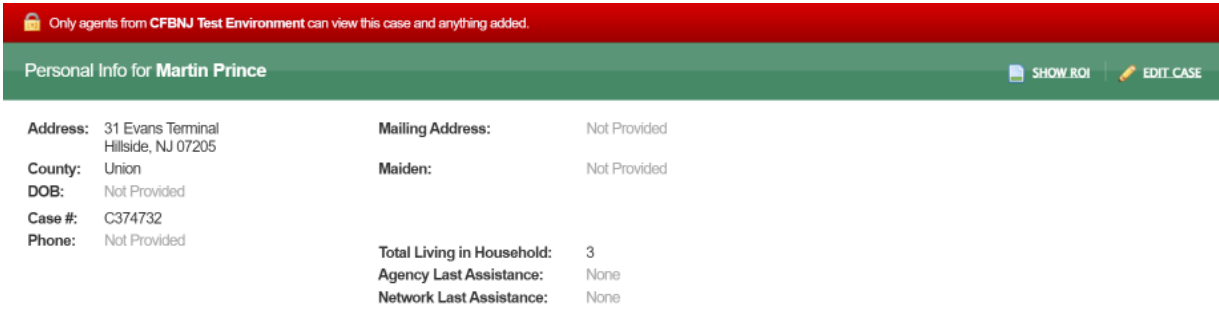 Only agents from CFBNJ Test Environment can view this case and anything added.
Personal Info for Martin Prince
SHOW ROI
EDIT CASE
Address: 31 Evans Terminal
Hillside, NJ 07205
County: Union
DOB: Not Provided
Case #: C374732
Phone: Not Provided
Mailing Address: Not Provided
Maiden: Not Provided
Total Living in Household: 3
Agency Last Assistance: None
Network Last Assistance: None